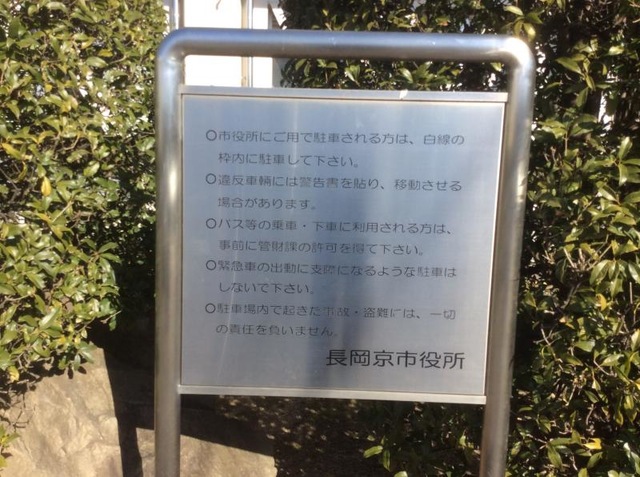 ○市役所にご用で駐車される方は、白線の
枠内に駐車して下さい。
○違反車輛には警告書を貼り、移動させる
場合があります。
○バス等の乗車・下車に利用される方は、
事前に管財課の許可を得て下さい。
○緊急車の出動に支障になるような駐車は
しないで下さい。
○駐車場内で起きた事故・盗難には、一切
の責任を負いません。
長岡京市役所